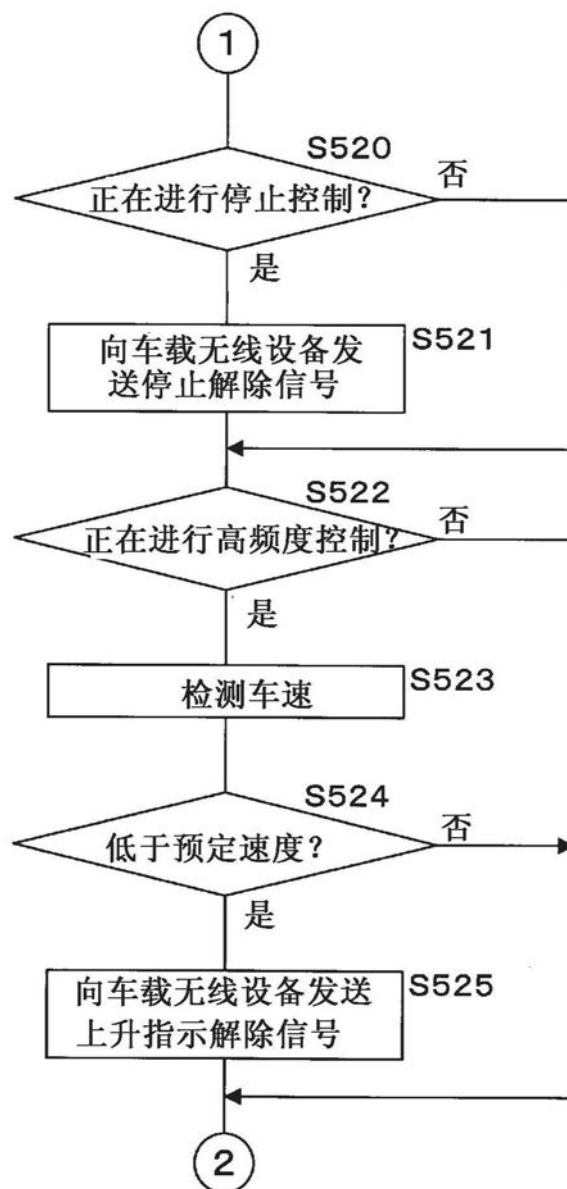 1
S520
正在进行停止控制？
否
是
S521
向车载无线设备发
送停止解除信号
S522
正在进行高频度控制？
否
是
S523
检测车速
S524
低于预定速度？
否
是
S525
向车载无线设备发送
上升指示解除信号
2